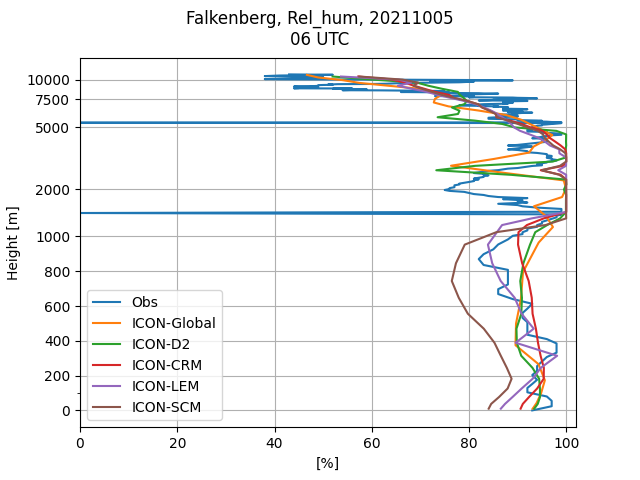 Falkenberg, Rel_hum, 20211005
06 UTC
10000
7500
5000
2000
1000
800
600
400
200
0
Height [m]
Obs
ICON-Global
ICON-D2
ICON-CRM
ICON-LEM
ICON-SCM
0 20 40 60 80 100
[%]